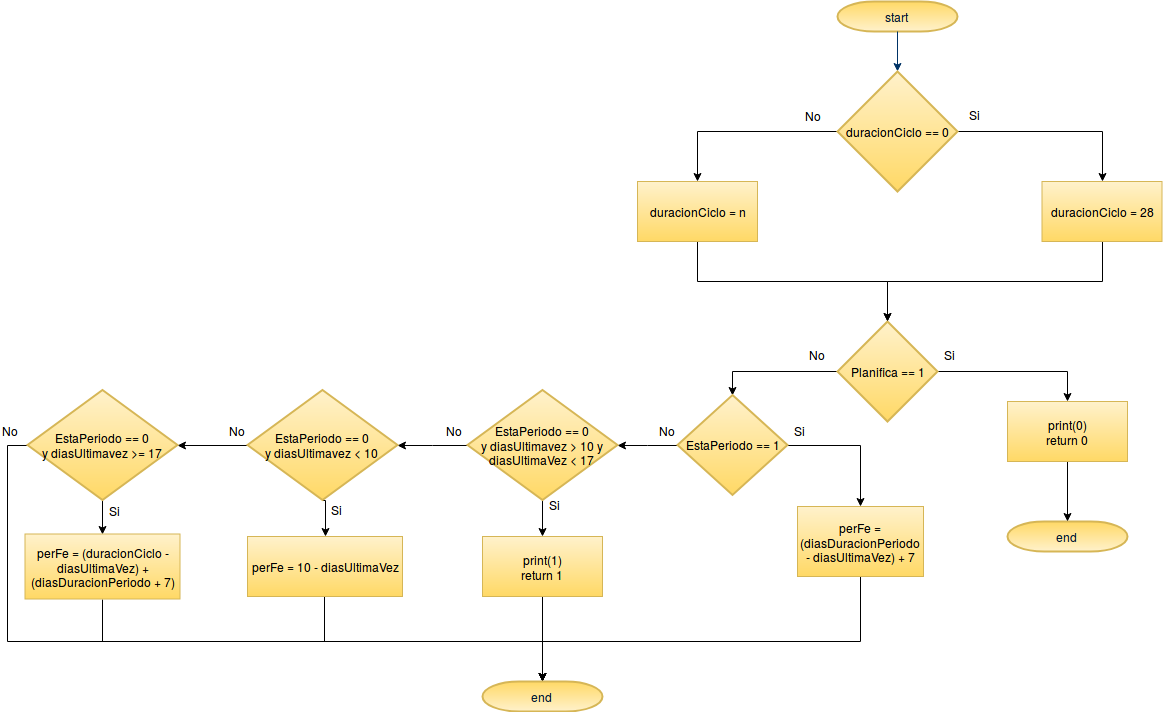 start
No
Si
duracionCiclo == 0
duracionCiclo = n
duracionCiclo = 28
No
Si
Planifica == 1
print(0)
return 0
end
No
Si
EstaPeriodo == 1
perFe =
(diasDuracionPeriodo
- diasUltimaVez) + 7
No
EstaPeriodo == 0
y diasUltimavez > 10 y
diasUltimaVez < 17
Si
print(1)
return 1
No
EstaPeriodo == 0
y diasUltimavez < 10
Si
perFe = 10 - diasUltimaVez
No
EstaPeriodo == 0
y diasUltimavez >= 17
Si
perFe = (duracionCiclo -
diasUltimaVez) +
(diasDuracionPeriodo + 7)
end